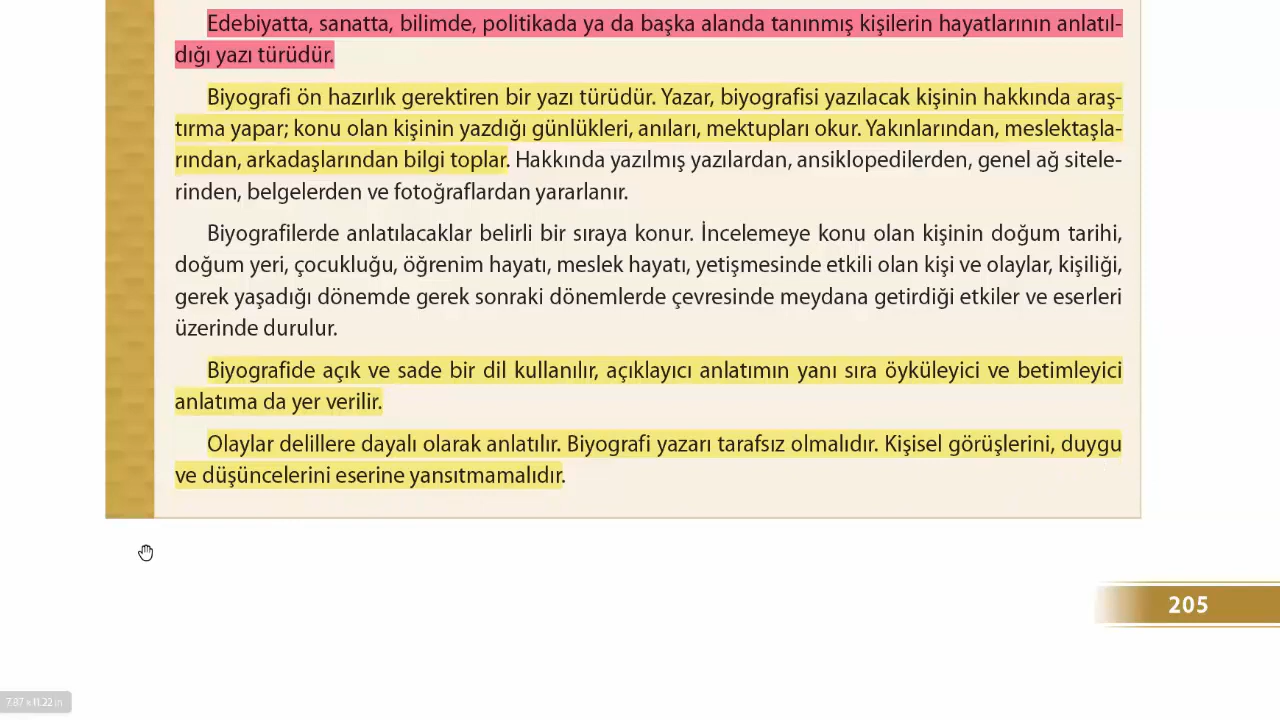 Edebiyatta, sanatta, bilimde, politikada ya da başka alanda tanınmış kişilerin hayatlarının anlatıl-
dığı yazı türüdür.
Biyografi ön hazırlık gerektiren bir yazı türüdür. Yazar, biyografisi yazılacak kişinin hakkında araş-
tırma yapar; konu olan kişinin yazdığı günlükleri, anıları, mektupları okur. Yakınlarından, meslektaşla-
rından, arkadaşlarından bilgi toplar. Hakkında yazılmış yazılardan, ansiklopedilerden, genel ağ sitele-
rinden, belgelerden ve fotoğraflardan yararlanır.
Biyografilerde anlatılacaklar belirli bir sıraya konur. İncelemeye konu olan kişinin doğum tarihi,
doğum yeri, çocukluğu, öğrenim hayatı, meslek hayatı, yetişmesinde etkili olan kişi ve olaylar, kişiliği,
gerek yaşadığı dönemde gerek sonraki dönemlerde çevresinde meydana getirdiği etkiler ve eserleri
üzerinde durulur.
Biyografide açık ve sade bir dil kullanılır, açıklayıcı anlatımın yanı sıra öyküleyici ve betimleyici
anlatıma da yer verilir.
Olaylar delillere dayalı olarak anlatılır. Biyografi yazarı tarafsız olmalıdır. Kişisel görüşlerini, duygu
ve düşüncelerini eserine yansıtmamalıdır.
205
7.87 x 11.22 in